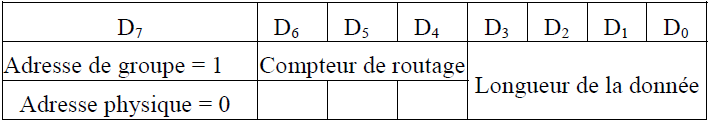 D7 D6 D5 D4 D3 D2 D1 D0
Adresse de groupe = 1 Compteur de routage
Longueur de la donnée
Adresse physique = 0